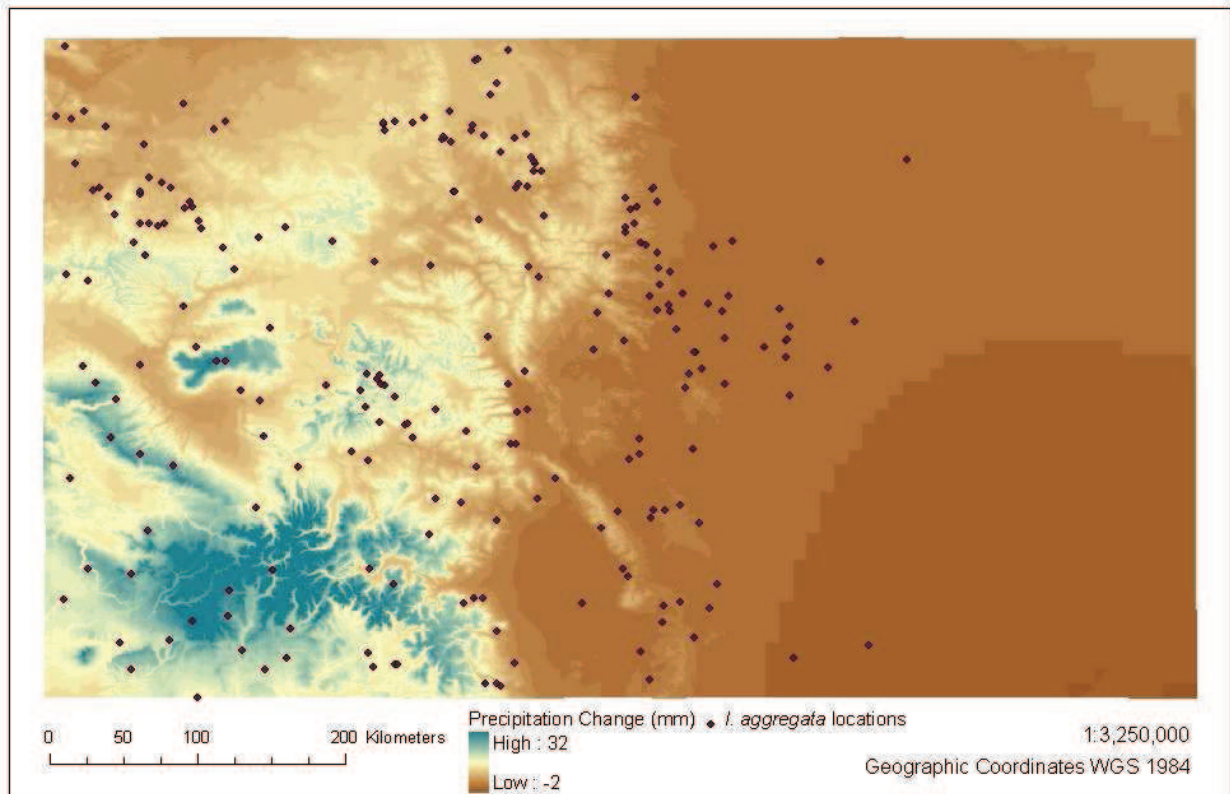 0 50 100 200 Kilometers
Precipitation Change (mm)
High : 32
Low : -2
I. aggregata locations
1:3,250,000
Geographic Coordinates WGS 1984